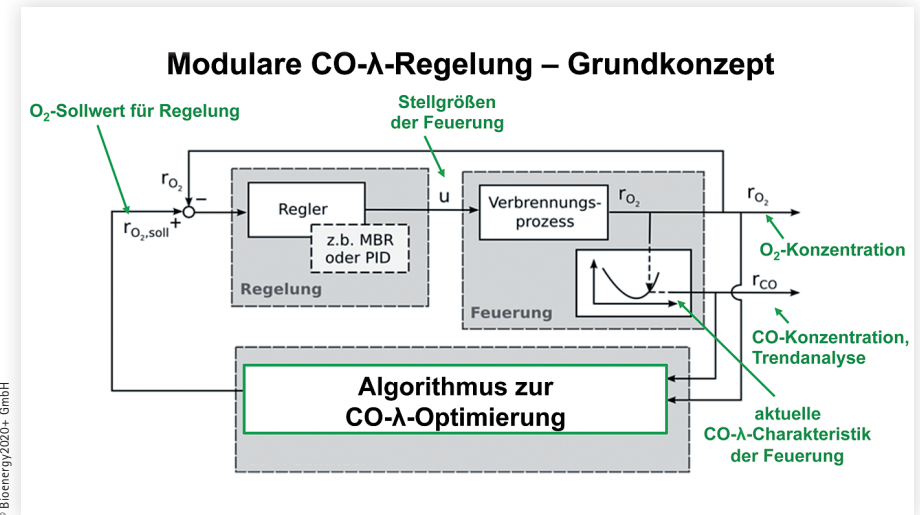 Modulare CO-λ-Regelung – Grundkonzept
O₂-Sollwert für Regelung
Stellgrößen
der Feuerung
r_O₂
−
+
r_O₂,soll
Regler
z.b. MBR
oder PID
Regelung
u
Verbrennungs-
prozess
r_O₂
Feuerung
r_O₂
O₂-Konzentration
r_CO
CO-Konzentration,
Trendanalyse
Algorithmus zur
CO-λ-Optimierung
aktuelle
CO-λ-Charakteristik
der Feuerung
© Bioenergy2020+ GmbH